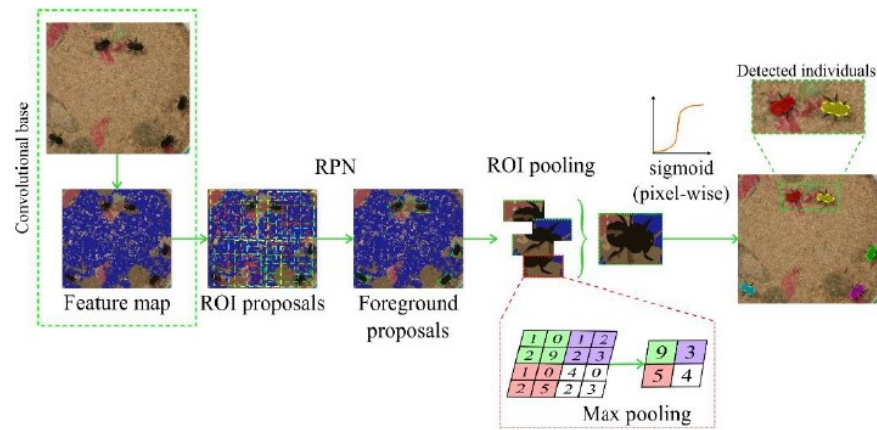 Convolutional base
Feature map
RPN
ROI proposals
Foreground
proposals
ROI pooling
sigmoid
(pixel-wise)
Detected individuals
1 0 1 2
2 9 2 3
1 0 4 0
2 5 2 3
9 3
5 4
Max pooling